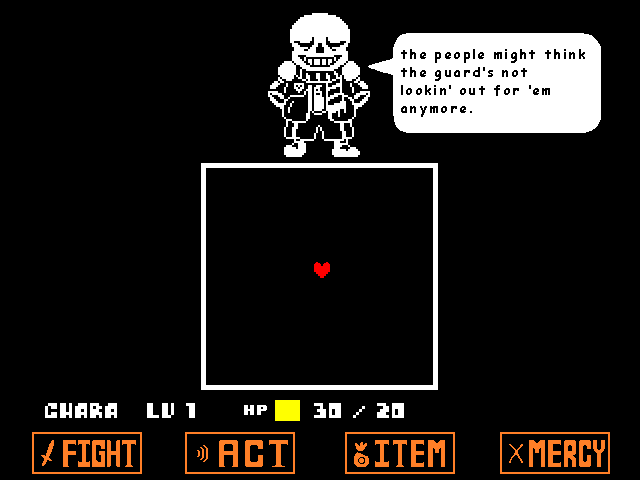 the people might think
the guard's not
lookin' out for 'em
anymore.
CHARA LV 1 HP 30 / 20
FIGHT ACT ITEM MERCY